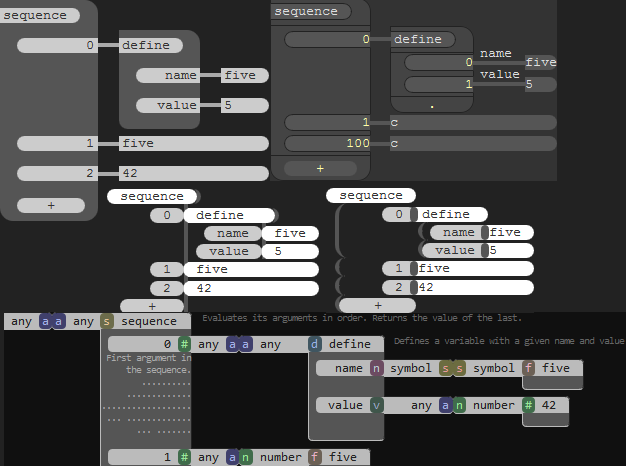 sequence
0 define
name five
value 5
1 five
2 42
+
sequence
0 define
name
0 five
value
1 5
.
1 c
100 c
+
sequence
0 define
name five
value 5
1 five
2 42
+
sequence
0 define
name five
value 5
1 five
2 42
+
any a a any s sequence
Evaluates its arguments in order. Returns the value of the last.
0 # any a a any d define
Defines a variable with a given name and value
First argument in
the sequence.
name n symbol s s symbol f five
value v any a n number # 42
1 # any a n number f five